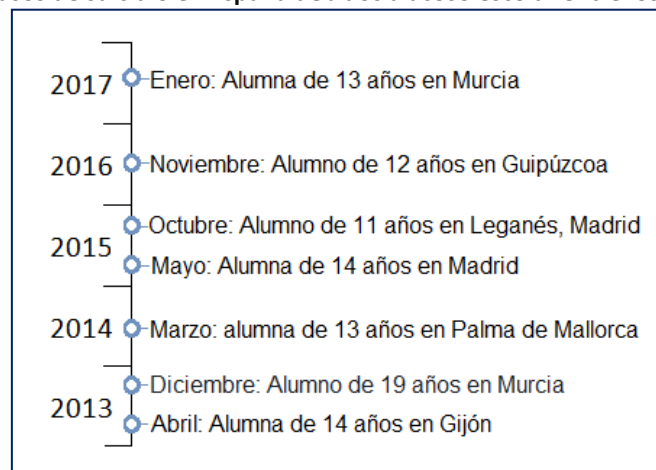 2017
Enero: Alumna de 13 años en Murcia
2016
Noviembre: Alumno de 12 años en Guipúzcoa
Octubre: Alumno de 11 años en Leganés, Madrid
2015
Mayo: Alumna de 14 años en Madrid
2014
Marzo: alumna de 13 años en Palma de Mallorca
Diciembre: Alumno de 19 años en Murcia
2013
Abril: Alumna de 14 años en Gijón